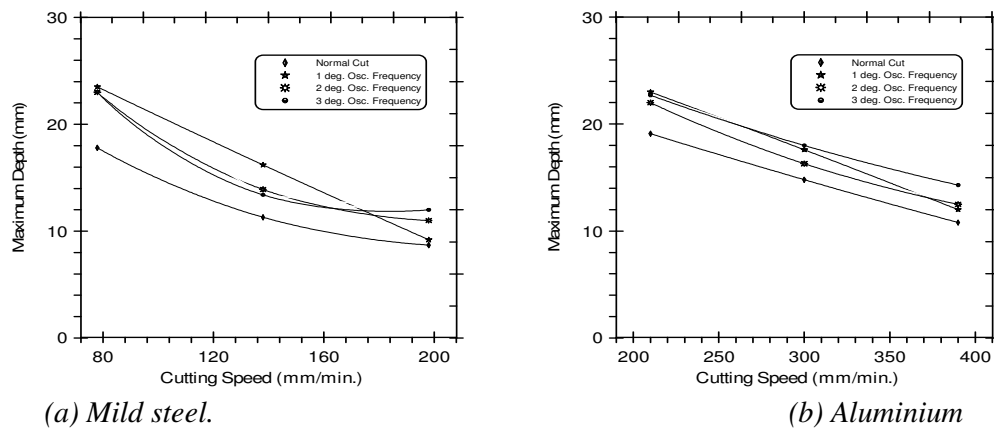 30
20
10
0
Maximum Depth (mm)
Normal Cut
1 deg. Osc. Frequency
2 deg. Osc. Frequency
3 deg. Osc. Frequency
80 120 160 200
Cutting Speed (mm/min.)
(a) Mild steel.
30
20
10
0
Maximum Depth (mm)
Normal Cut
1 deg. Osc. Frequency
2 deg. Osc. Frequency
3 deg. Osc. Frequency
200 250 300 350 400
Cutting Speed (mm/min.)
(b) Aluminium